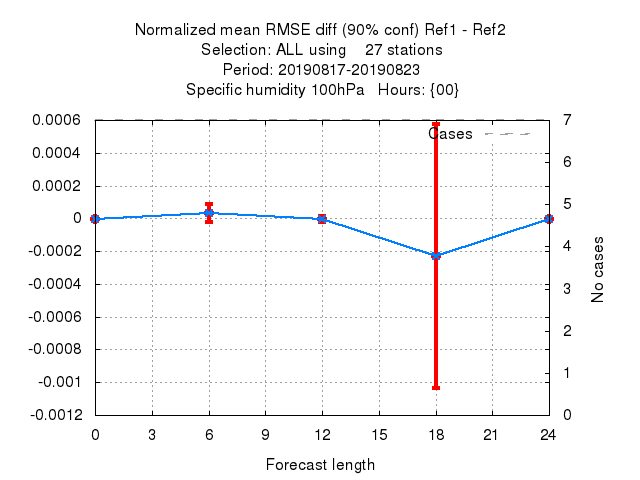 Normalized mean RMSE diff (90% conf) Ref1 - Ref2
Selection: ALL using    27 stations
Period: 20190817-20190823
Specific humidity 100hPa   Hours: {00}
Cases
0.0006
0.0004
0.0002
0
-0.0002
-0.0004
-0.0006
-0.0008
-0.001
-0.0012
7
6
5
4
3
2
1
0
No cases
0 3 6 9 12 15 18 21 24
Forecast length